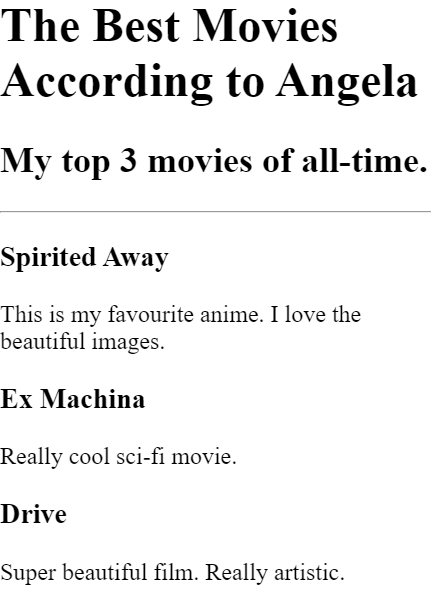 The Best Movies
According to Angela
My top 3 movies of all-time.
Spirited Away
This is my favourite anime. I love the
beautiful images.
Ex Machina
Really cool sci-fi movie.
Drive
Super beautiful film. Really artistic.